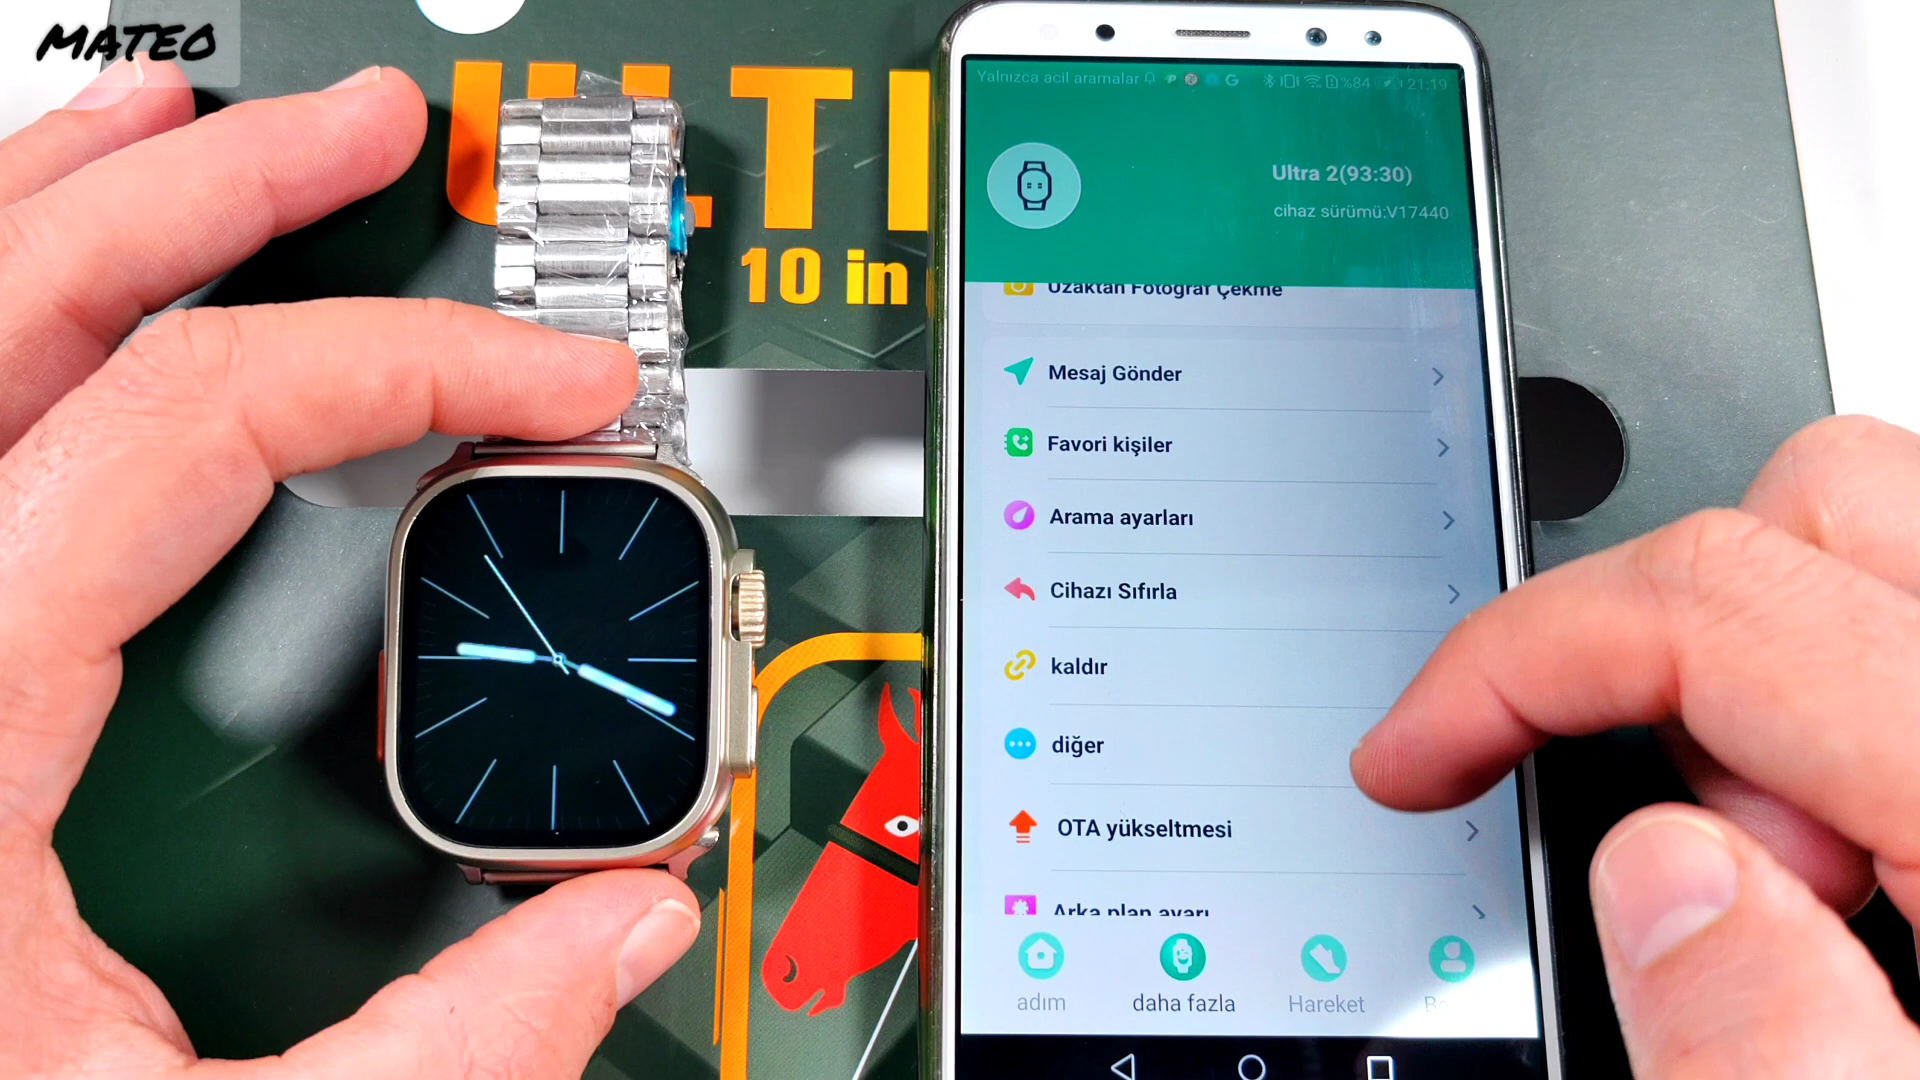 MATEO
ULT
10 in
Yalnızca acil aramalar
%84
21:19
Ultra 2(93:30)
cihaz sürümü:V17440
Uzaktan Fotoğraf Çekme
Mesaj Gönder
Favori kişiler
Arama ayarları
Cihazı Sıfırla
kaldır
diğer
OTA yükseltmesi
Arka plan ayarı
adım
daha fazla
Hareket